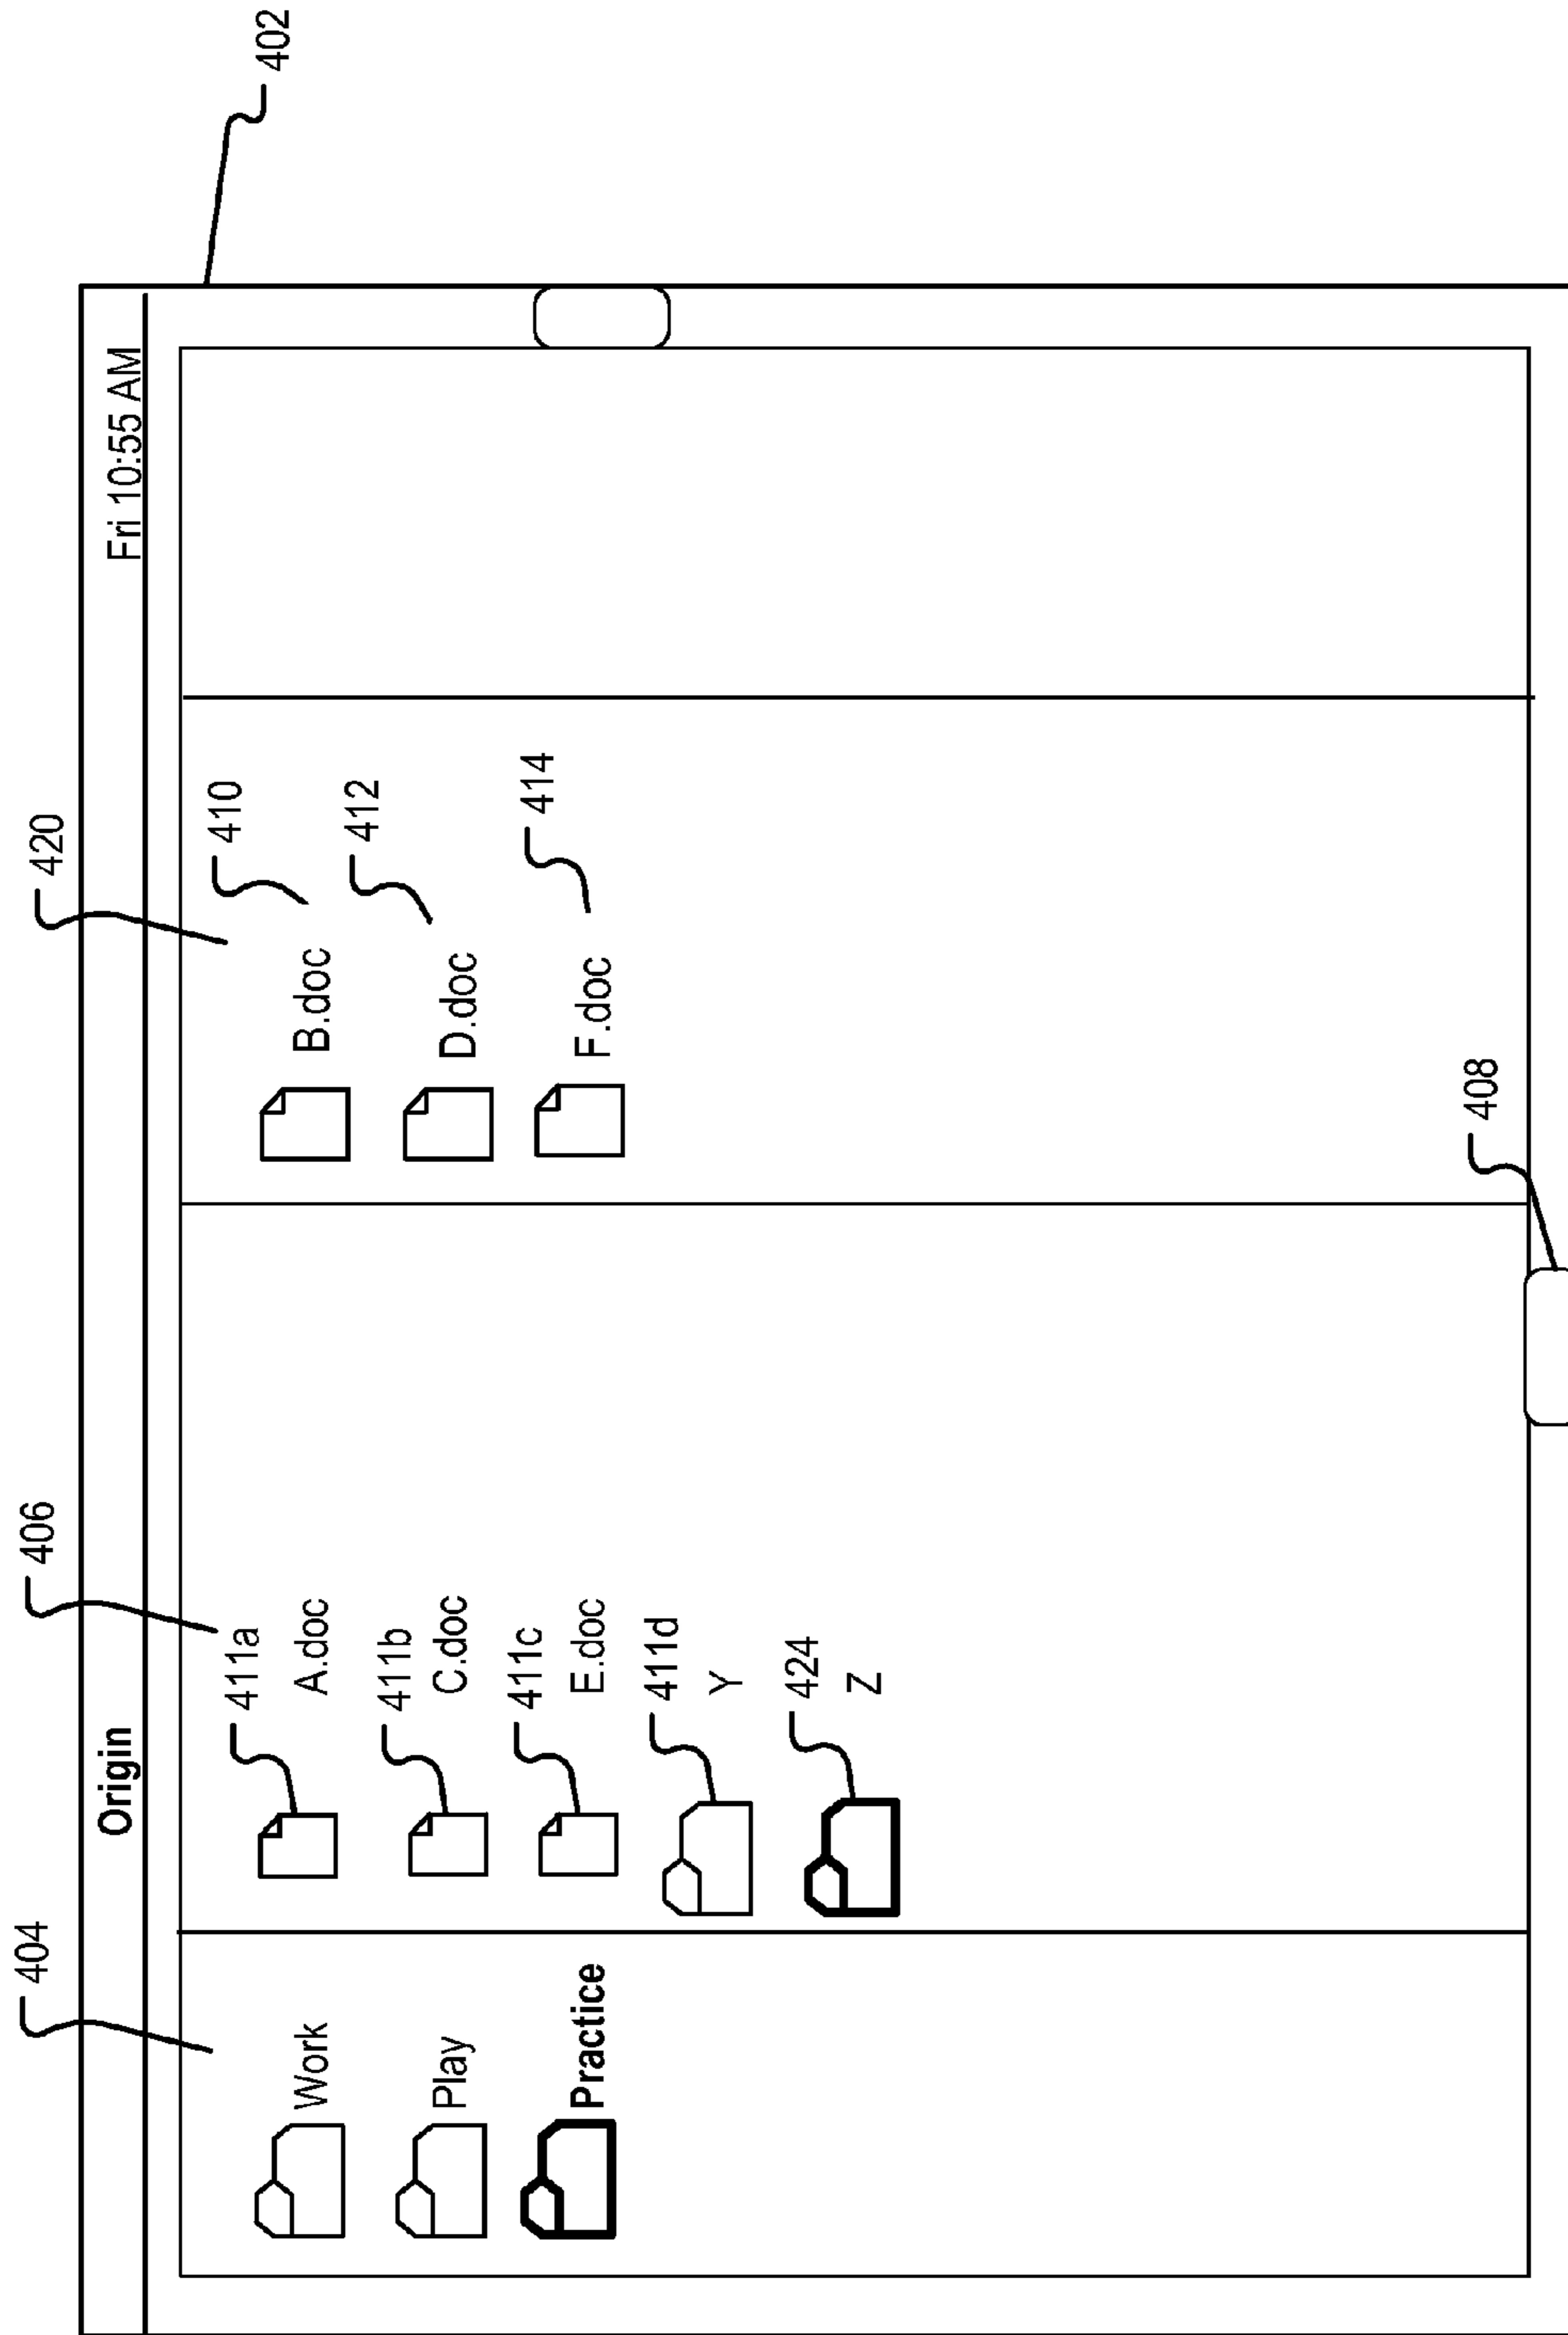 402
Origin
Fri 10:55 AM
404
406
420
Work
Play
Practice
411a
A.doc
411b
C.doc
411c
E.doc
411d
Y
424
Z
410
B.doc
412
D.doc
414
F.doc
408